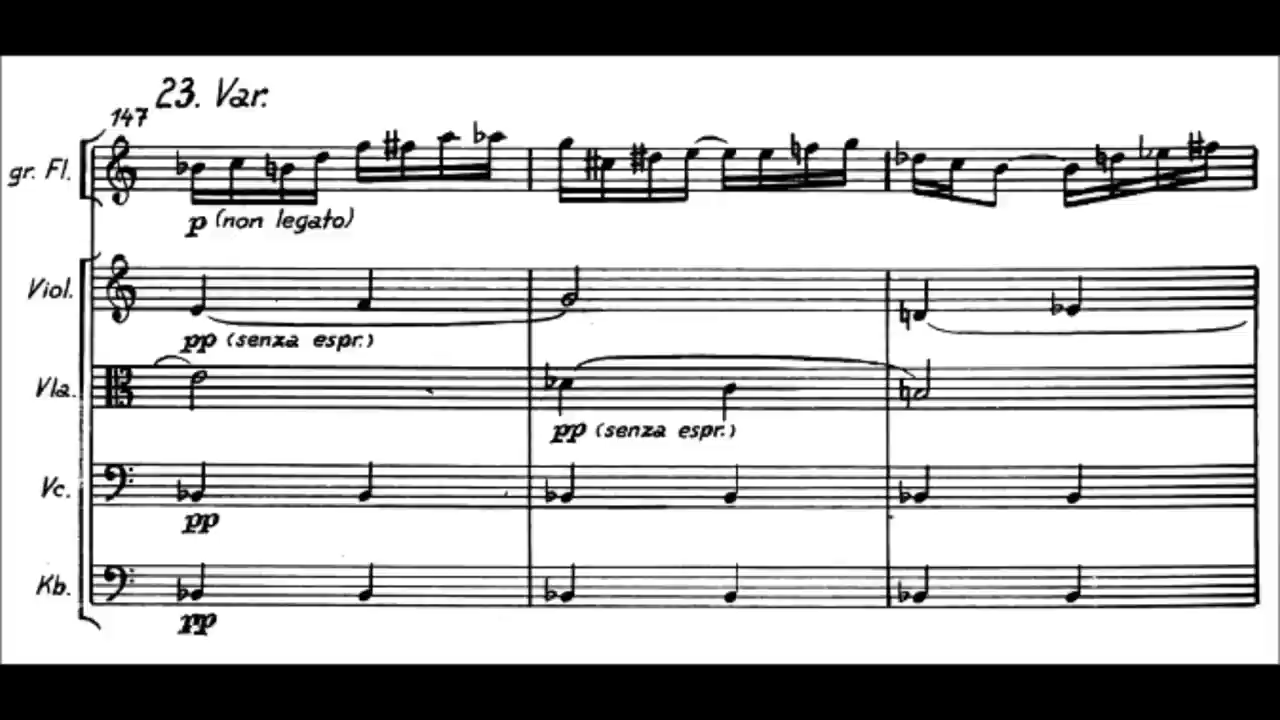 23. Var.
147
gr. Fl.
p (non legato)
Viol.
pp (senza espr.)
Vla.
pp (senza espr.)
Vc.
pp
Kb.
pp